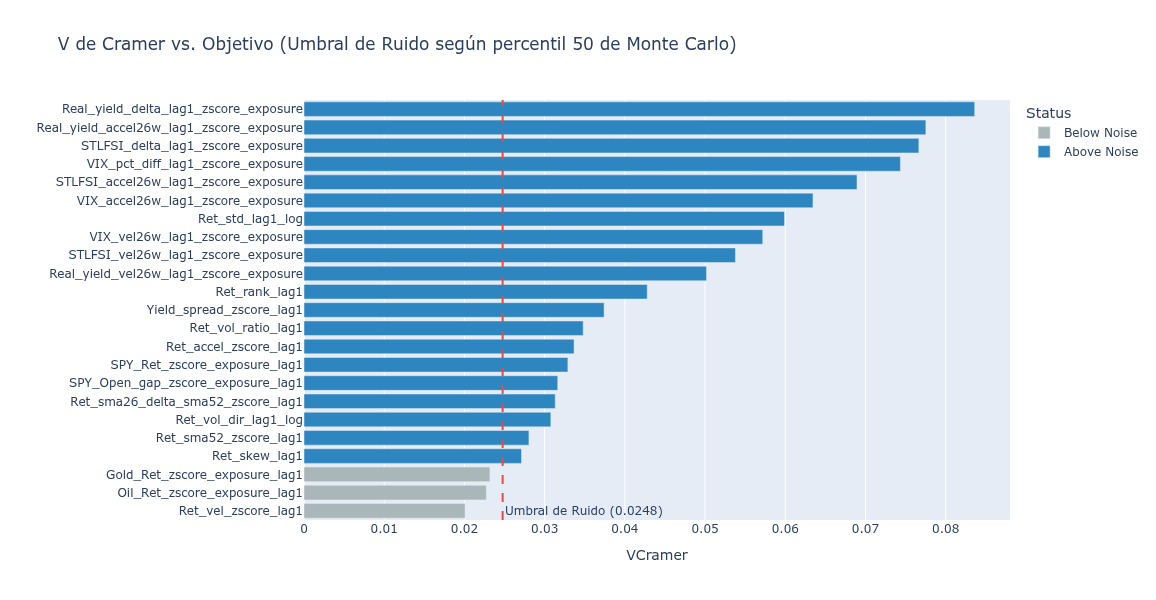 V de Cramer vs. Objetivo (Umbral de Ruido según percentil 50 de Monte Carlo)
Status
Below Noise
Above Noise
Real_yield_delta_lag1_zscore_exposure
Real_yield_accel26w_lag1_zscore_exposure
STLFSI_delta_lag1_zscore_exposure
VIX_pct_diff_lag1_zscore_exposure
STLFSI_accel26w_lag1_zscore_exposure
VIX_accel26w_lag1_zscore_exposure
Ret_std_lag1_log
VIX_vel26w_lag1_zscore_exposure
STLFSI_vel26w_lag1_zscore_exposure
Real_yield_vel26w_lag1_zscore_exposure
Ret_rank_lag1
Yield_spread_zscore_lag1
Ret_vol_ratio_lag1
Ret_accel_zscore_lag1
SPY_Ret_zscore_exposure_lag1
SPY_Open_gap_zscore_exposure_lag1
Ret_sma26_delta_sma52_zscore_lag1
Ret_vol_dir_lag1_log
Ret_sma52_zscore_lag1
Ret_skew_lag1
Gold_Ret_zscore_exposure_lag1
Oil_Ret_zscore_exposure_lag1
Ret_vel_zscore_lag1
Umbral de Ruido (0.0248)
0 0.01 0.02 0.03 0.04 0.05 0.06 0.07 0.08
VCramer